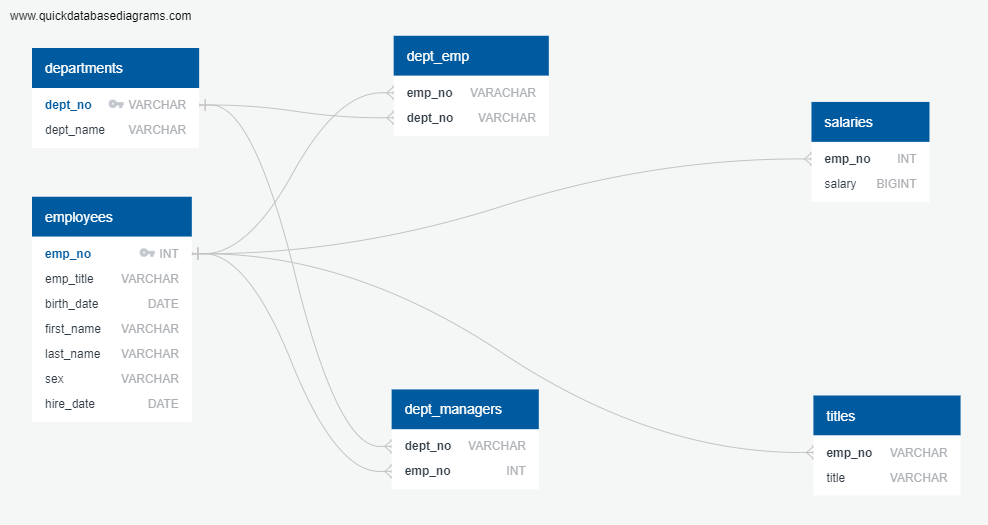 www.quickdatabasediagrams.com
departments
dept_no VARCHAR
dept_name VARCHAR
employees
emp_no INT
emp_title VARCHAR
birth_date DATE
first_name VARCHAR
last_name VARCHAR
sex VARCHAR
hire_date DATE
dept_emp
emp_no VARACHAR
dept_no VARCHAR
dept_managers
dept_no VARCHAR
emp_no INT
salaries
emp_no INT
salary BIGINT
titles
emp_no VARCHAR
title VARCHAR